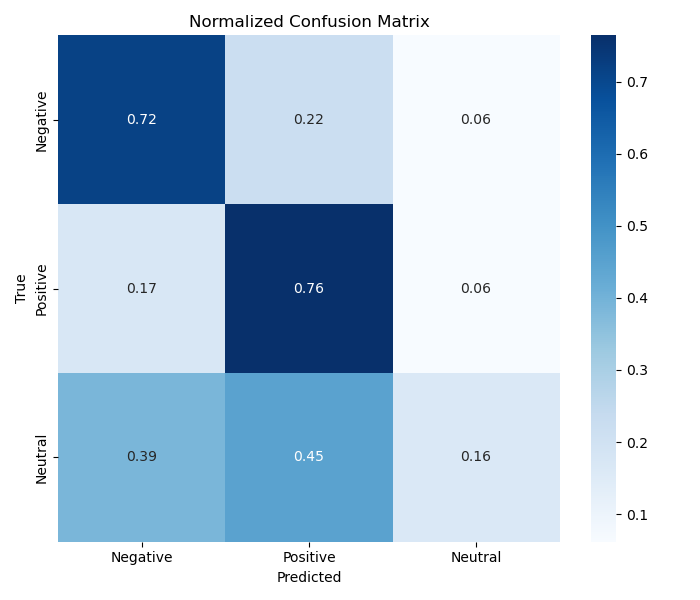 Normalized Confusion Matrix
Negative 0.72 0.22 0.06
Positive 0.17 0.76 0.06
Neutral 0.39 0.45 0.16
True
Negative Positive Neutral
Predicted
0.7
0.6
0.5
0.4
0.3
0.2
0.1